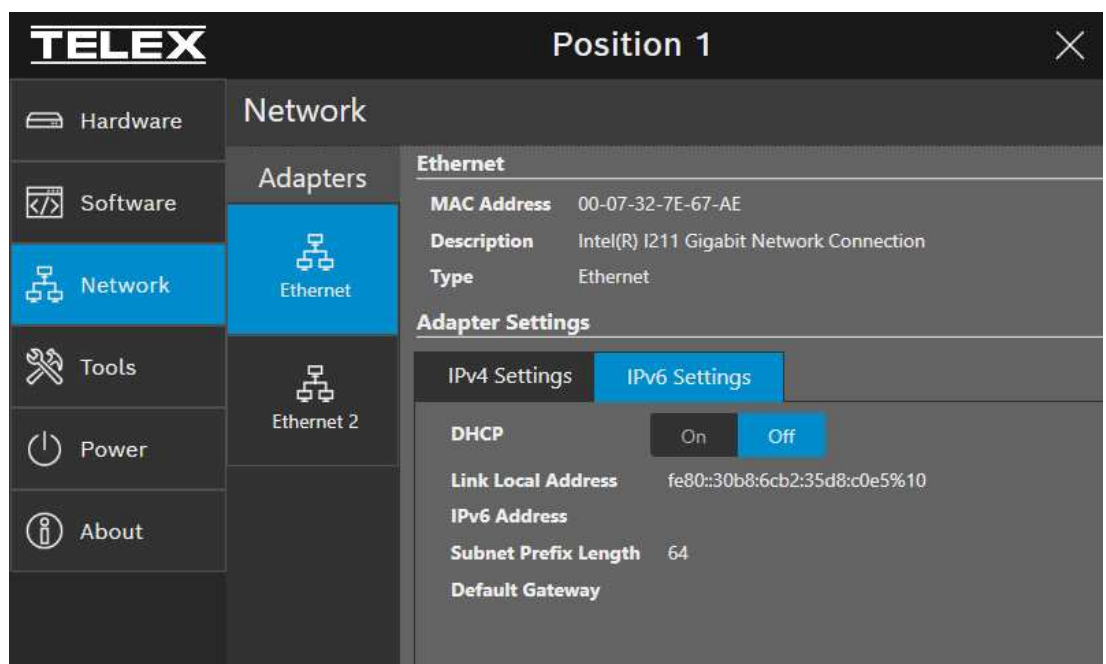 TELEX
Position 1
Hardware
Software
Network
Tools
Power
About
Network
Adapters
Ethernet
Ethernet 2
Ethernet
MAC Address 00-07-32-7E-67-AE
Description Intel(R) I211 Gigabit Network Connection
Type Ethernet
Adapter Settings
IPv4 Settings IPv6 Settings
DHCP On Off
Link Local Address fe80::30b8:6cb2:35d8:c0e5%10
IPv6 Address
Subnet Prefix Length 64
Default Gateway